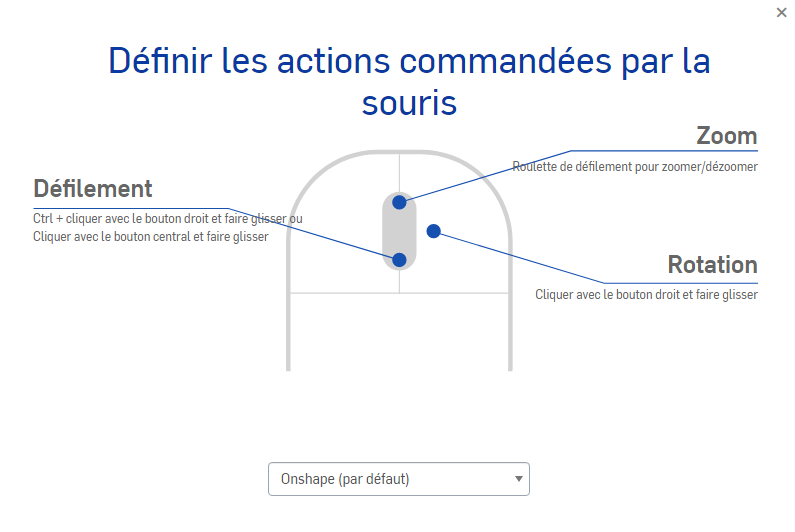 Définir les actions commandées par la
souris
Zoom
Roulette de défilement pour zoomer/dézoomer
Défilement
Ctrl + cliquer avec le bouton droit et faire glisser ou
Cliquer avec le bouton central et faire glisser
Rotation
Cliquer avec le bouton droit et faire glisser
Onshape (par défaut)